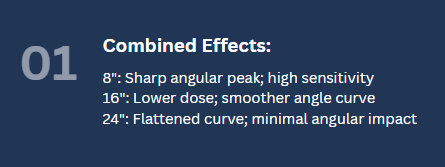 01
Combined Effects:
8": Sharp angular peak; high sensitivity
16": Lower dose; smoother angle curve
24": Flattened curve; minimal angular impact